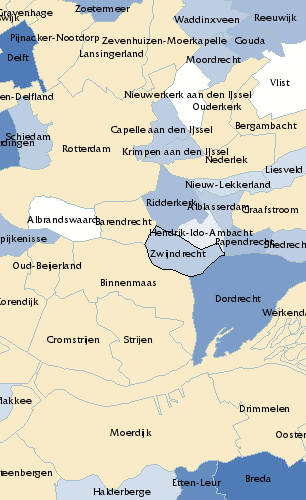 Gravenhage
Zoetermeer
Waddinxveen
Reeuwijk
wijk
Pijnacker-Nootdorp
Zevenhuizen-Moerkapelle
Gouda
Lansingerland
Delft
Moordrecht
Vlist
en-Delfland
Nieuwerkerk aan den IJssel
Ouderkerk
Schiedam
Capelle aan den IJssel
Bergambacht
dingen
Rotterdam
Krimpen aan den IJssel
Nederlek
Liesveld
Nieuw-Lekkerland
Ridderkerk
Alblasserdam
Graafstroom
Albrandswaard
Barendrecht
Hendrik-Ido-Ambacht
pijkenisse
Papendrecht
Sliedrecht
Zwijndrecht
Oud-Beijerland
Binnenmaas
Korendijk
Dordrecht
Werkenda
Cromstrijen
Strijen
lakkee
Drimmelen
Moerdijk
Ooster
teenbergen
Halderberge
Etten-Leur
Breda